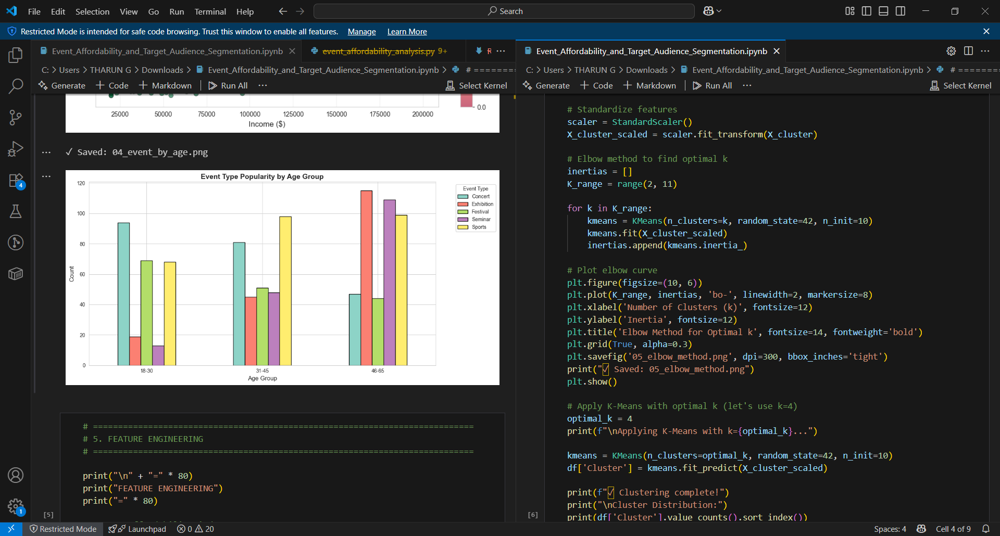 File Edit Selection View Go Run Terminal Help
Search
Restricted Mode is intended for safe code browsing. Trust this window to enable all features. Manage Learn More
Event_Affordability_and_Target_Audience_Segmentation.ipynb
event_affordability_analysis.py 9+
R
C: > Users > THARUN G > Downloads > Event_Affordability_and_Target_Audience_Segmentation.ipynb > # ========
Generate + Code + Markdown Run All ... Select Kernel
0.0
25000 50000 75000 100000 125000 150000 175000 200000
Income ($)
✓ Saved: 04_event_by_age.png
Event Type Popularity by Age Group
120
100
80
60
40
20
0
Count
18-30 31-45 46-65
Age Group
Event Type
Concert
Exhibition
Festival
Seminar
Sports
# ============================================================================
# 5. FEATURE ENGINEERING
# ============================================================================
print("\n" + "=" * 80)
print("FEATURE ENGINEERING")
print("=" * 80)
[5]
Event_Affordability_and_Target_Audience_Segmentation.ipynb
C: > Users > THARUN G > Downloads > Event_Affordability_and_Target_Audience_Segmentation.ipynb > # =======
Generate + Code + Markdown Run All ... Select Kernel
# Standardize features
scaler = StandardScaler()
X_cluster_scaled = scaler.fit_transform(X_cluster)
# Elbow method to find optimal k
inertias = []
K_range = range(2, 11)
for k in K_range:
kmeans = KMeans(n_clusters=k, random_state=42, n_init=10)
kmeans.fit(X_cluster_scaled)
inertias.append(kmeans.inertia_)
# Plot elbow curve
plt.figure(figsize=(10, 6))
plt.plot(K_range, inertias, 'bo-', linewidth=2, markersize=8)
plt.xlabel('Number of Clusters (k)', fontsize=12)
plt.ylabel('Inertia', fontsize=12)
plt.title('Elbow Method for Optimal k', fontsize=14, fontweight='bold')
plt.grid(True, alpha=0.3)
plt.savefig('05_elbow_method.png', dpi=300, bbox_inches='tight')
print("✓ Saved: 05_elbow_method.png")
plt.show()
# Apply K-Means with optimal k (let's use k=4)
optimal_k = 4
print(f"\nApplying K-Means with k={optimal_k}...")
kmeans = KMeans(n_clusters=optimal_k, random_state=42, n_init=10)
df['Cluster'] = kmeans.fit_predict(X_cluster_scaled)
print(f"✓ Clustering complete!")
print("\nCluster Distribution:")
print(df['Cluster'].value_counts().sort_index())
[6]
4
1
Restricted Mode Launchpad 0 20 Spaces: 4 Cell 4 of 9